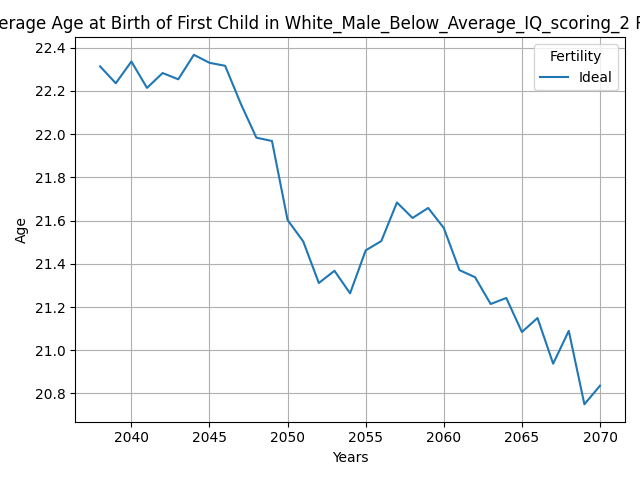 Age at Birth of First Child in White_Male_Below_Average_IQ_scoring_2
Fertility
Ideal
22.4
22.2
22.0
21.8
21.6
21.4
21.2
21.0
20.8
Age
2040 2045 2050 2055 2060 2065 2070
Years